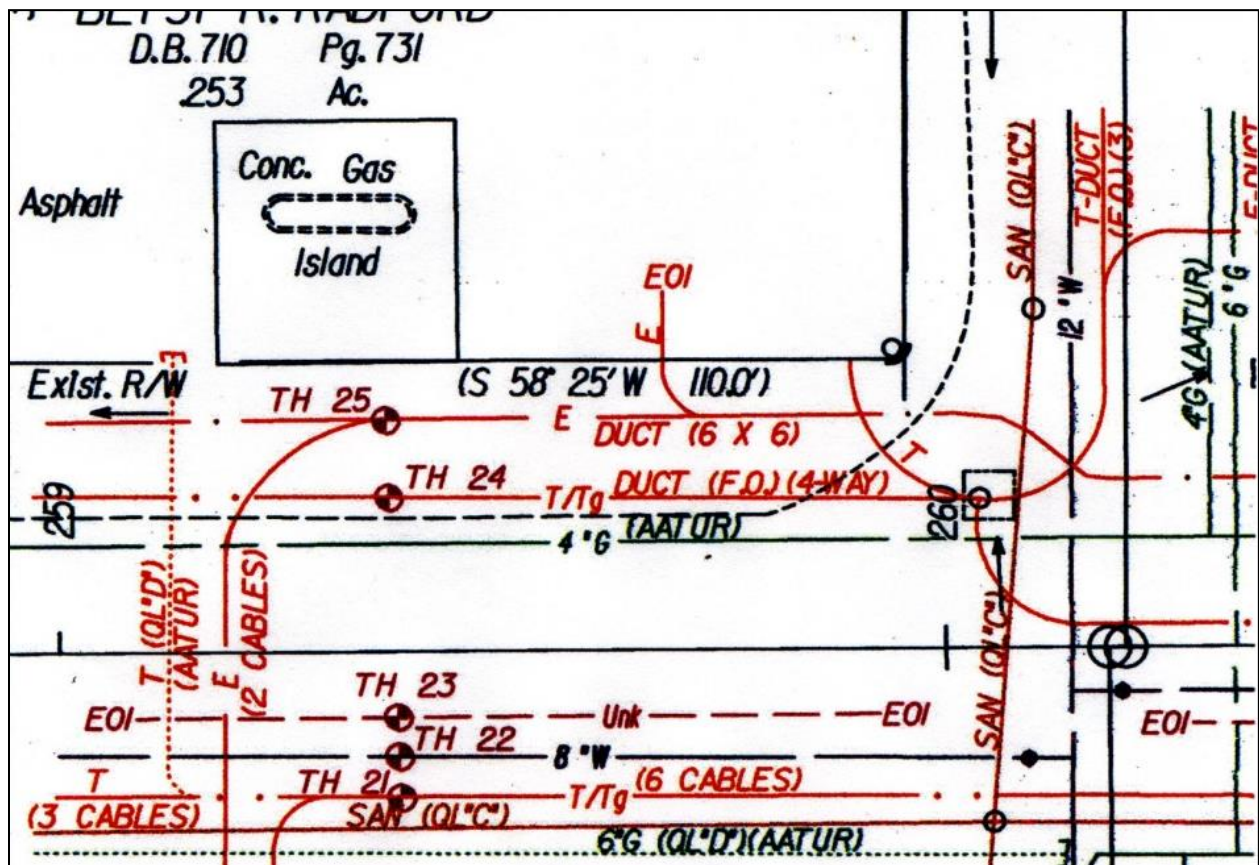 BETSY R. RADFORD
D.B. 710 Pg. 731
.253 Ac.
Conc. Gas
Island
Asphalt
SAN (QL"C")
T-DUCT
(F.O.) (3)
E-DUCT
12 "W
4"G (AATUR)
6 "G
EOI
E
Exist. R/W
(S 58° 25' W 110.0')
TH 25
E
DUCT (6 X 6)
T
TH 24
T/Tg
DUCT (F.O.) (4-WAY)
259
260
4 "G
(AATUR)
T (QL"D")
(AATUR)
E
(2 CABLES)
SAN (QL"C")
TH 23
EOI
Unk
EOI
EOI
TH 22
8 "W
T
(3 CABLES)
TH 21
T/Tg
(6 CABLES)
SAN (QL"C")
6"G (QL"D")(AATUR)